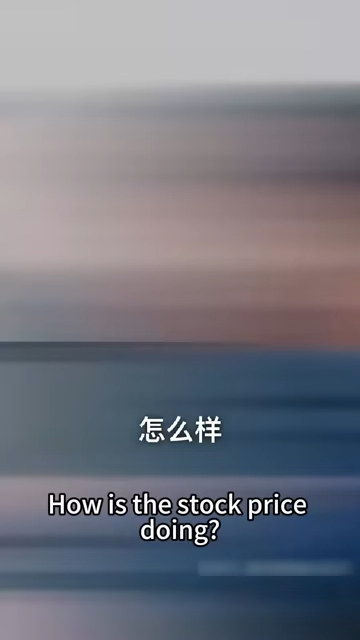 怎么样
How is the stock price
doing?